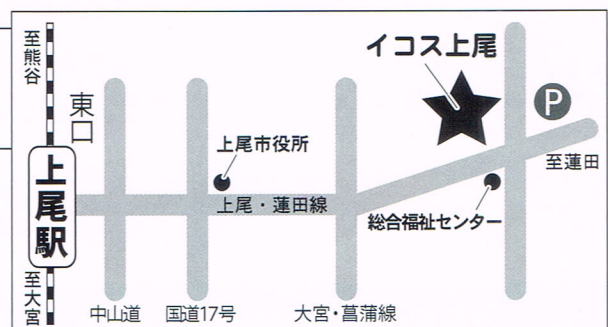 至熊谷
東口
上尾駅
至大宮
イコス上尾
P
上尾市役所
至蓮田
上尾・蓮田線
総合福祉センター
中山道
国道17号
大宮・菖蒲線